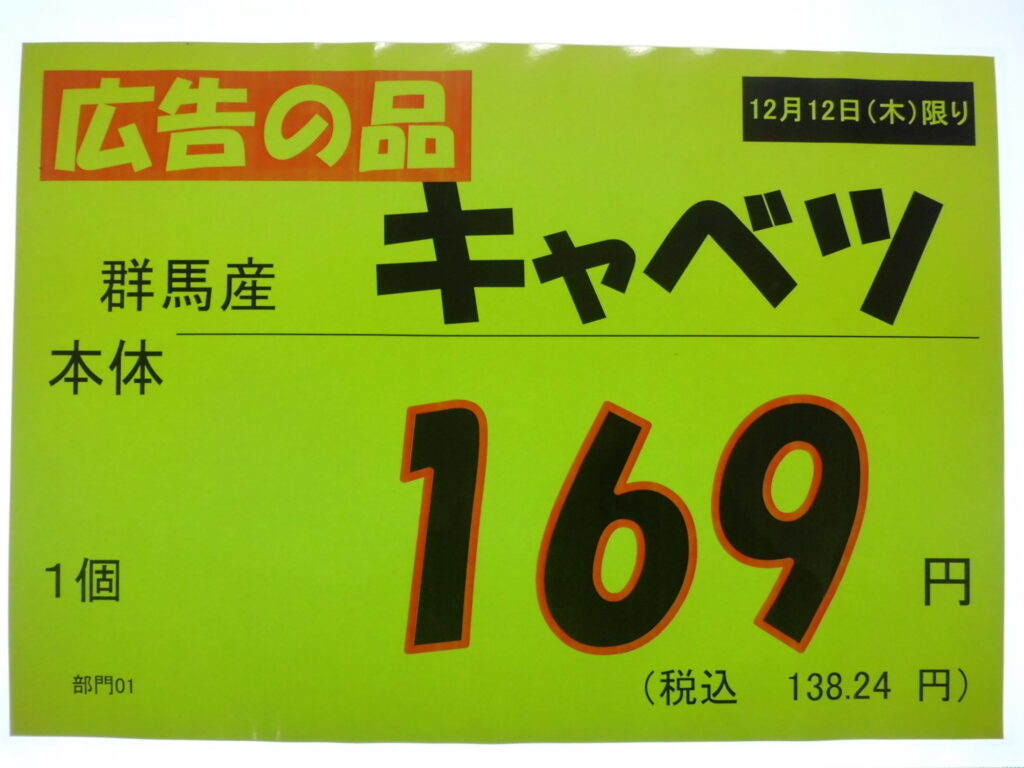 広告の品
12月12日(木)限り
キャベツ
群馬産
本体
169
1個
円
部門01
(税込 138.24 円)